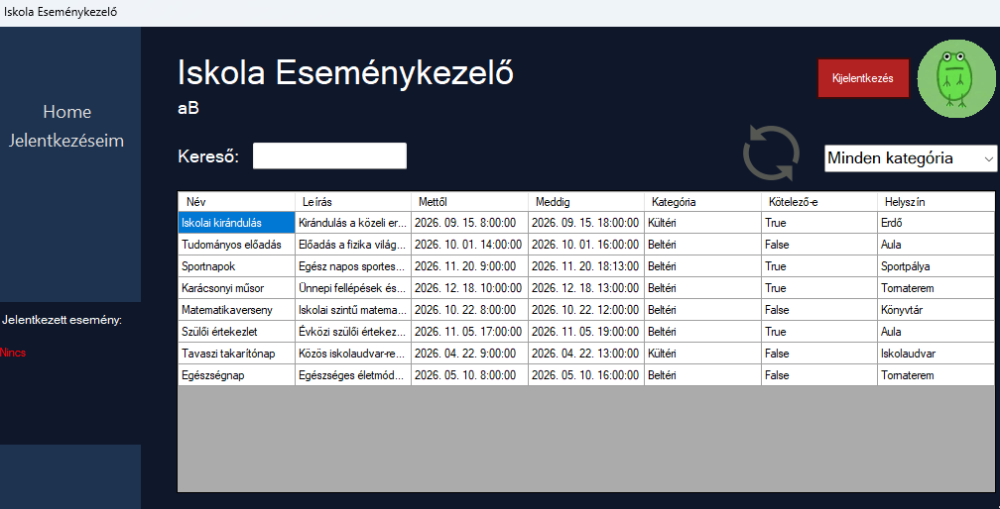 Iskola Eseménykezelő
Iskola Eseménykezelő
aB
Kijelentkezés
Home
Jelentkezéseim
Kereső:
Minden kategória
Név Leírás Mettől Meddig Kategória Kötelező-e Helyszín
Iskolai kirándulás Kirándulás a közeli er... 2026. 09. 15. 8:00:00 2026. 09. 15. 18:00:00 Kültéri True Erdő
Tudományos előadás Előadás a fizika világ... 2026. 10. 01. 14:00:00 2026. 10. 01. 16:00:00 Beltéri False Aula
Sportnapok Egész napos sportes... 2026. 11. 20. 9:00:00 2026. 11. 20. 18:13:00 Beltéri True Sportpálya
Karácsonyi műsor Ünnepi fellépések és... 2026. 12. 18. 10:00:00 2026. 12. 18. 13:00:00 Beltéri True Tornaterem
Matematikaverseny Iskolai szintű matema... 2026. 10. 22. 8:00:00 2026. 10. 22. 12:00:00 Beltéri False Könyvtár
Szülői értekezlet Évközi szülői értekez... 2026. 11. 05. 17:00:00 2026. 11. 05. 19:00:00 Beltéri True Aula
Tavaszi takarítónap Közös iskolaudvar-re... 2026. 04. 22. 9:00:00 2026. 04. 22. 13:00:00 Kültéri False Iskolaudvar
Egészségnap Egészséges életmód... 2026. 05. 10. 8:00:00 2026. 05. 10. 16:00:00 Beltéri False Tornaterem
Jelentkezett esemény:
Nincs